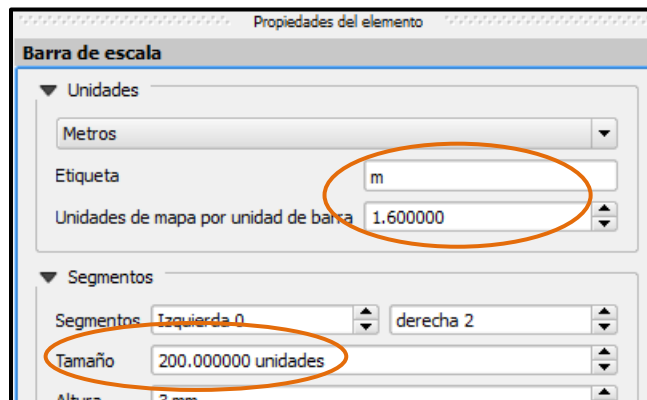 Propiedades del elemento
Barra de escala
Unidades
Metros
Etiqueta m
Unidades de mapa por unidad de barra 1.600000
Segmentos
Segmentos Izquierda 0 derecha 2
Tamaño 200.000000 unidades
Altura 3 mm